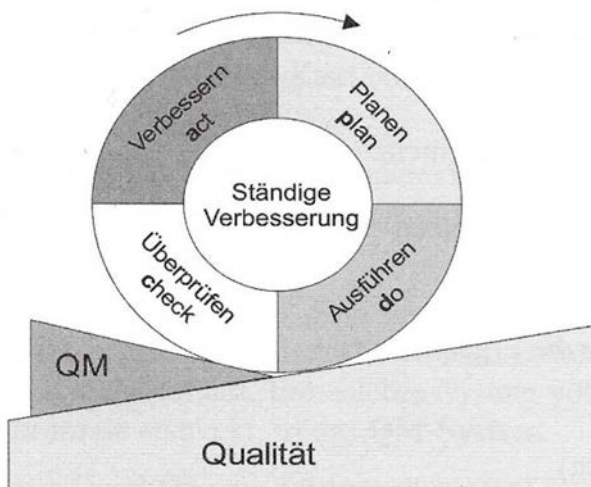 Verbessern
act
Planen
plan
Ständige
Verbesserung
Überprüfen
check
Ausführen
do
QM
Qualität